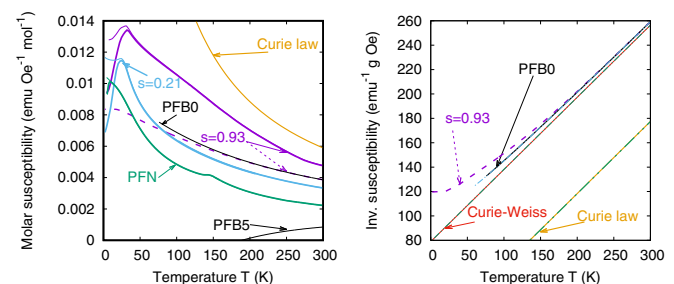 0.014
0.012
0.01
0.008
0.006
0.004
0.002
0
0 50 100 150 200 250 300
Molar susceptibility (emu Oe⁻¹ mol⁻¹)
Temperature T (K)
Curie law
s=0.21
PFB0
s=0.93
PFN
PFB5
260
240
220
200
180
160
140
120
100
80
0 50 100 150 200 250 300
Inv. susceptibility (emu⁻¹ g Oe)
Temperature T (K)
PFB0
s=0.93
Curie-Weiss
Curie law